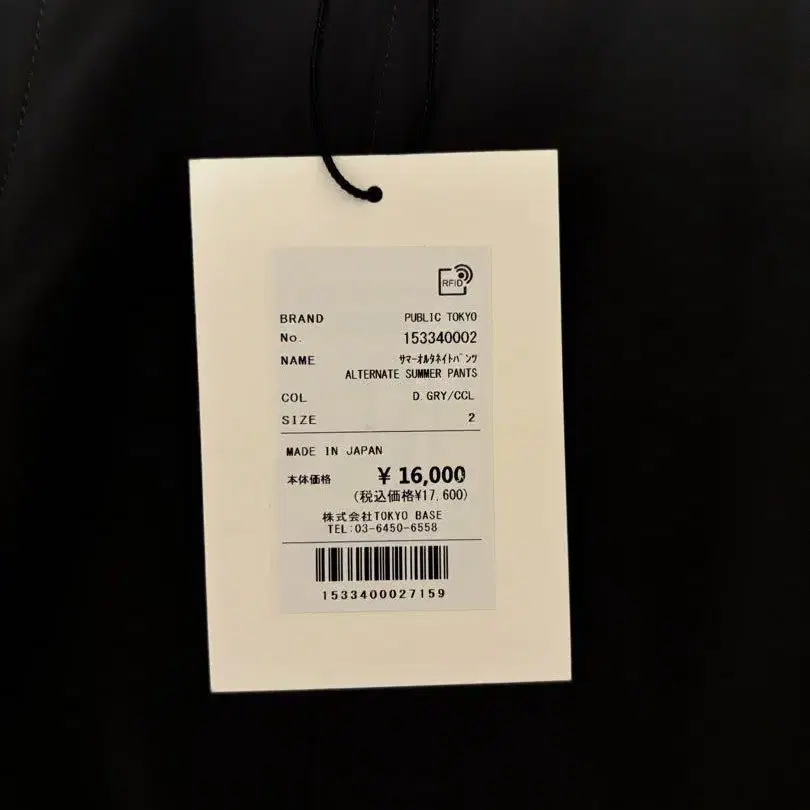 RFID
BRAND PUBLIC TOKYO
No. 153340002
NAME ｻﾏｰｵﾙﾀﾈｲﾄﾊﾟﾝﾂ
ALTERNATE SUMMER PANTS
COL D.GRY/CCL
SIZE 2
MADE IN JAPAN
本体価格 ¥16,000
(税込価格¥17,600)
株式会社TOKYO BASE
TEL:03-6450-6558
1533400027159